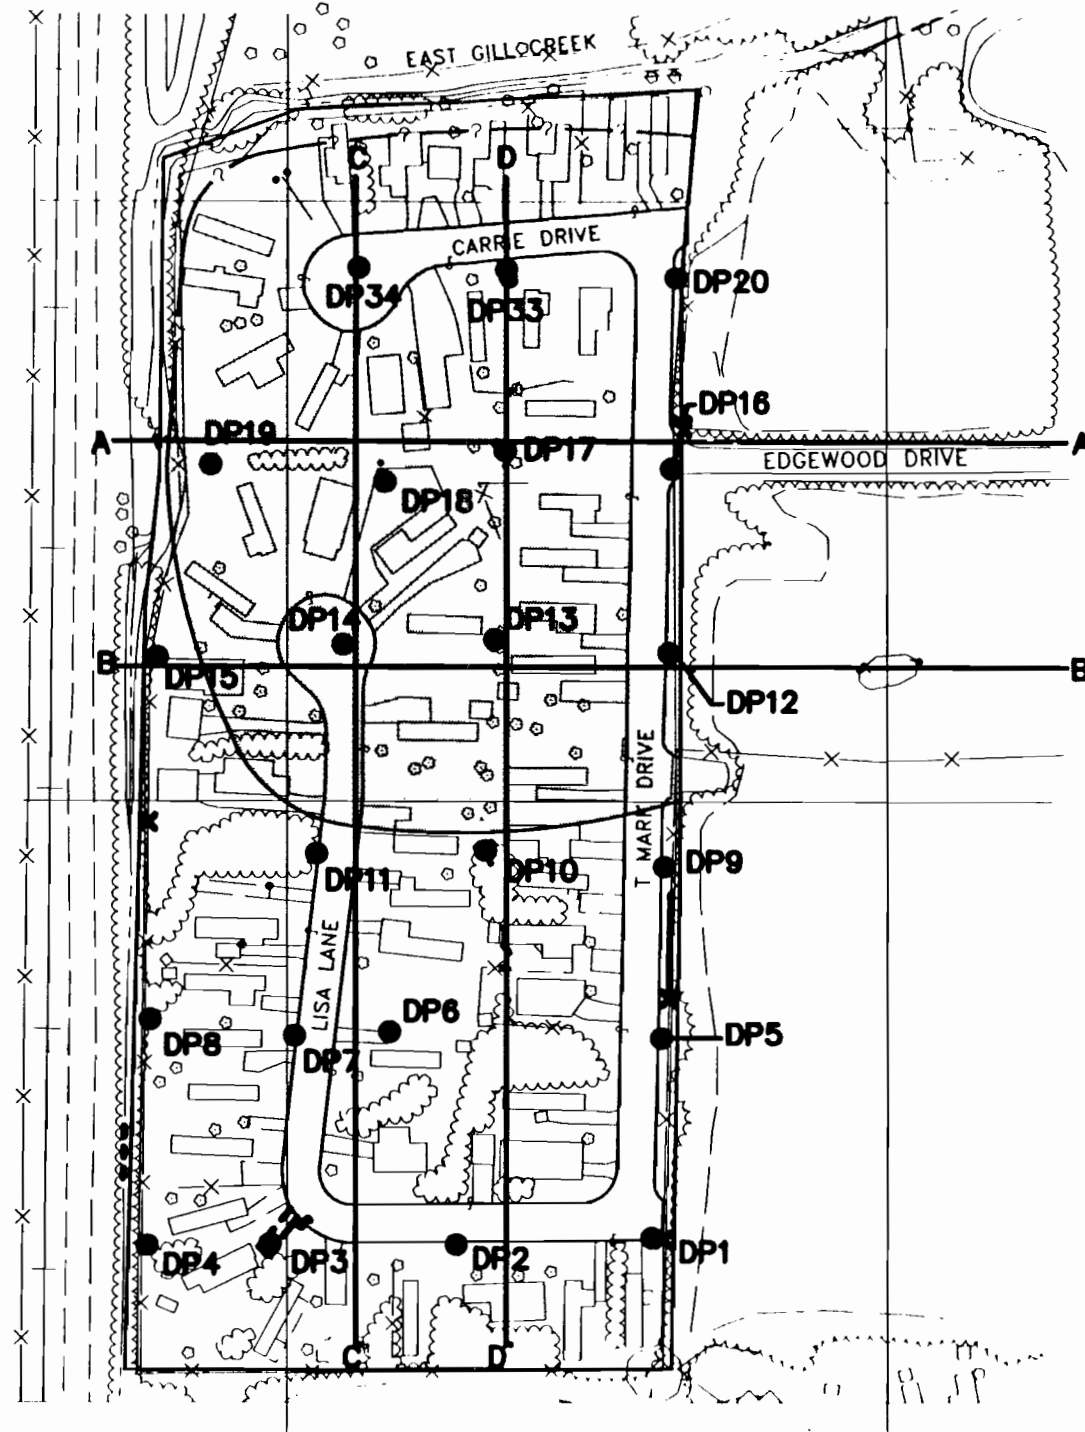 EAST GILLOCREEK
C
D
CARRIE DRIVE
DP34
DP33
DP20
DP16
A
DP19
DP17
A
EDGEWOOD DRIVE
DP18
DP14
DP13
B
DP15
B
DP12
T MARK DRIVE
DP11
DP10
DP9
LISA LANE
DP6
DP8
DP7
DP5
DP4
DP3
DP2
DP1
C'
D'